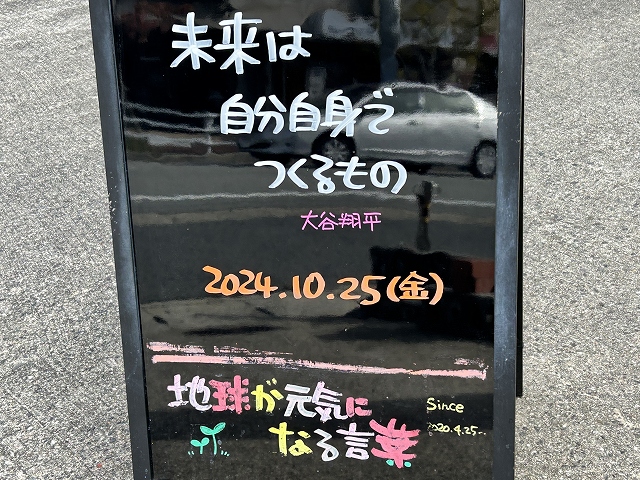 未来は
自分自身で
つくるもの
大谷翔平
2024.10.25(金)
地球が元気に
なる言葉
Since
2020.4.25~